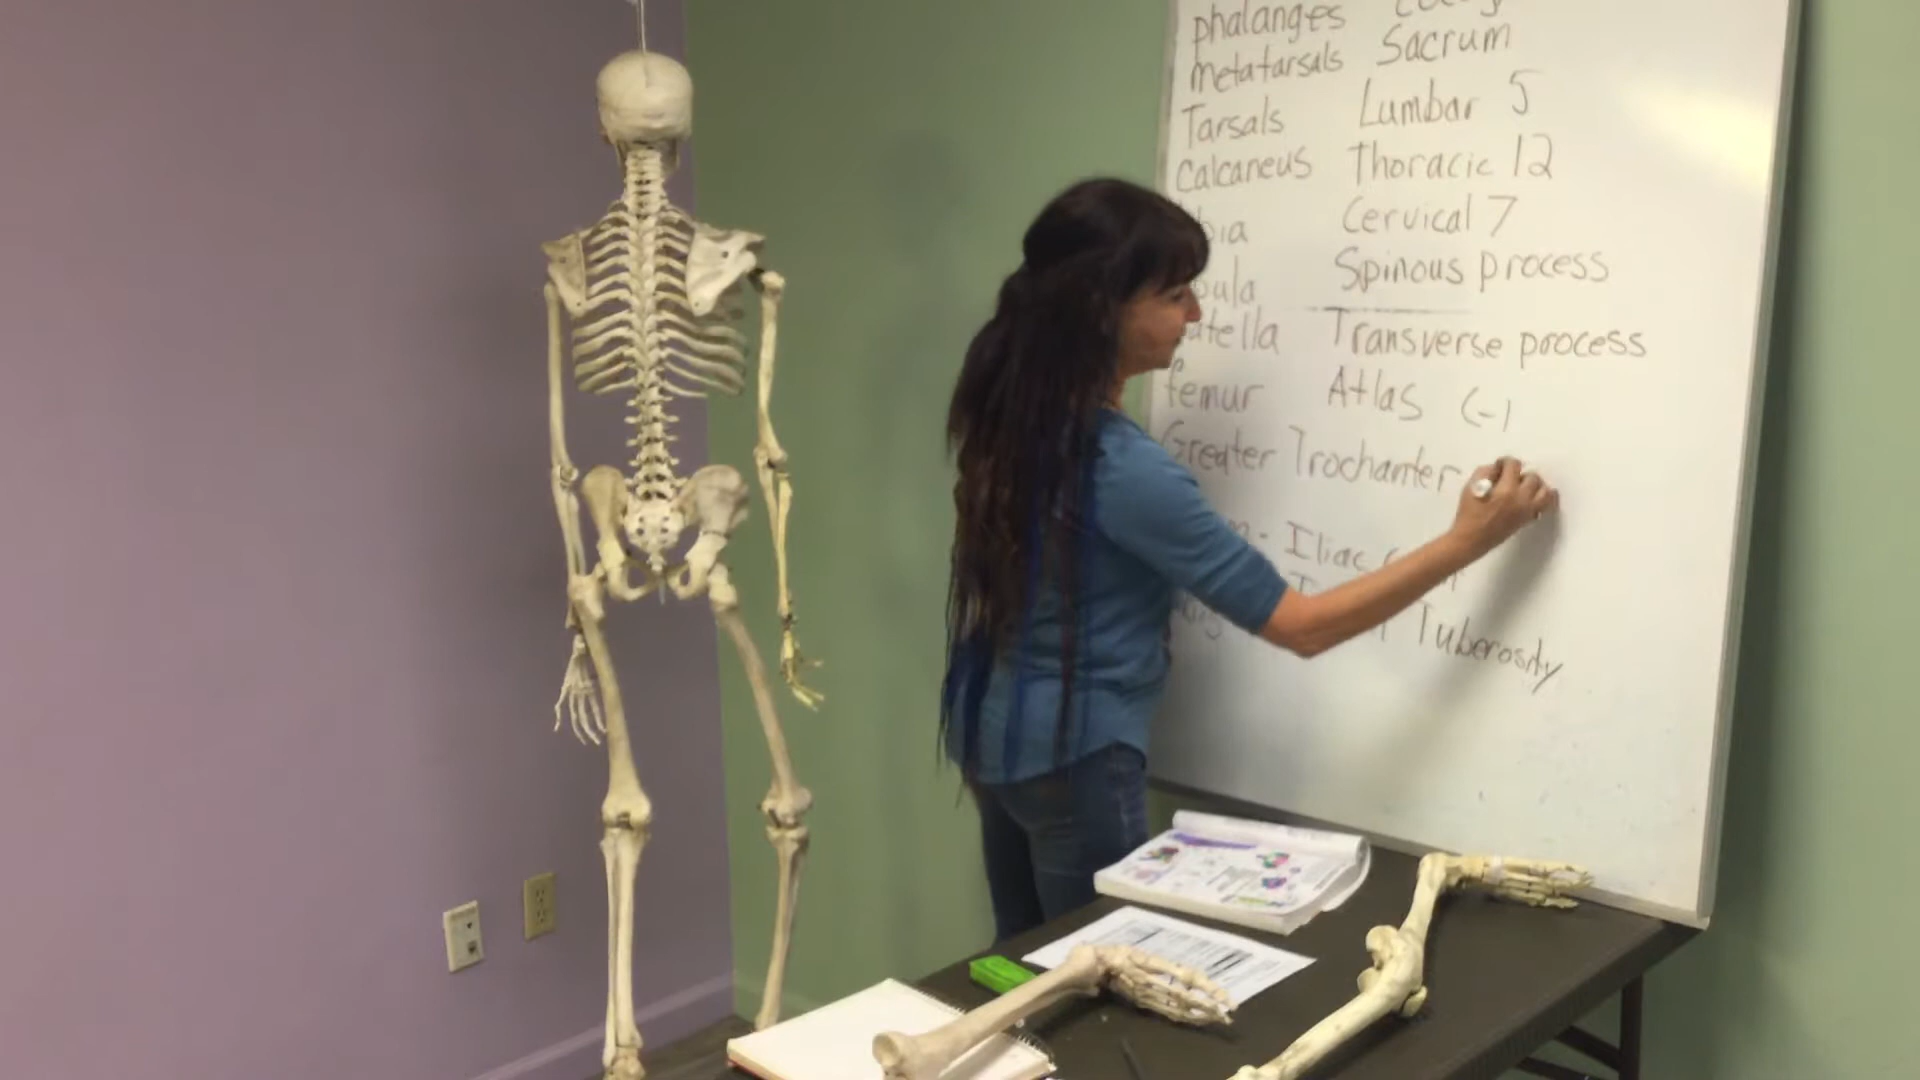 phalanges
metatarsals Sacrum
Tarsals Lumbar 5
Calcaneus Thoracic 12
Cervical 7
Spinous process
Transverse process
femur Atlas C-1
Greater Trochanter
Iliac
Tuberosity